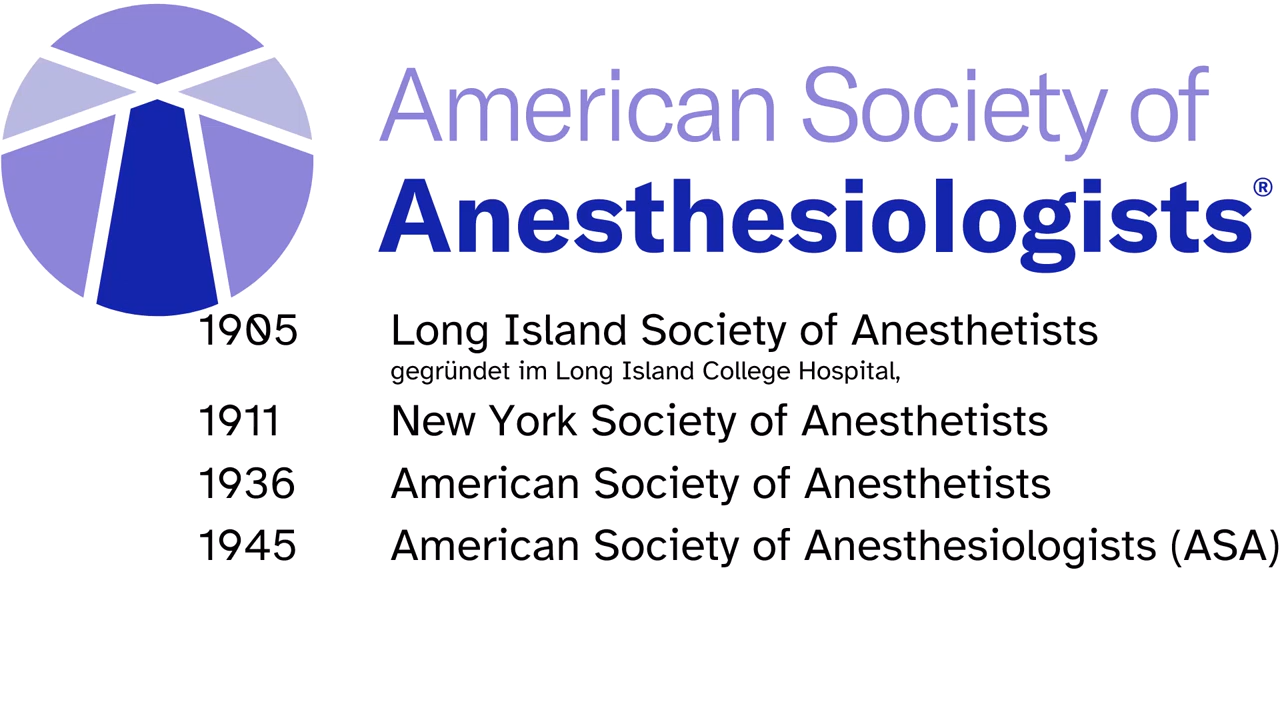 American Society of
Anesthesiologists®
1905 Long Island Society of Anesthetists
gegründet im Long Island College Hospital,
1911 New York Society of Anesthetists
1936 American Society of Anesthetists
1945 American Society of Anesthesiologists (ASA)